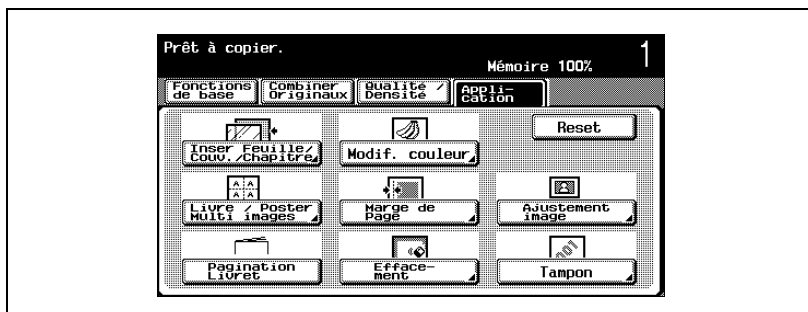 Prêt à copier.
Mémoire 100%
1
Fonctions de base
Combiner Originaux
Qualité / Densité
Appli-cation
Inser Feuille/ Couv./Chapitre
Modif. couleur
Reset
Livre / Poster Multi images
Marge de Page
Ajustement image
Pagination Livret
Efface-ment
Tampon